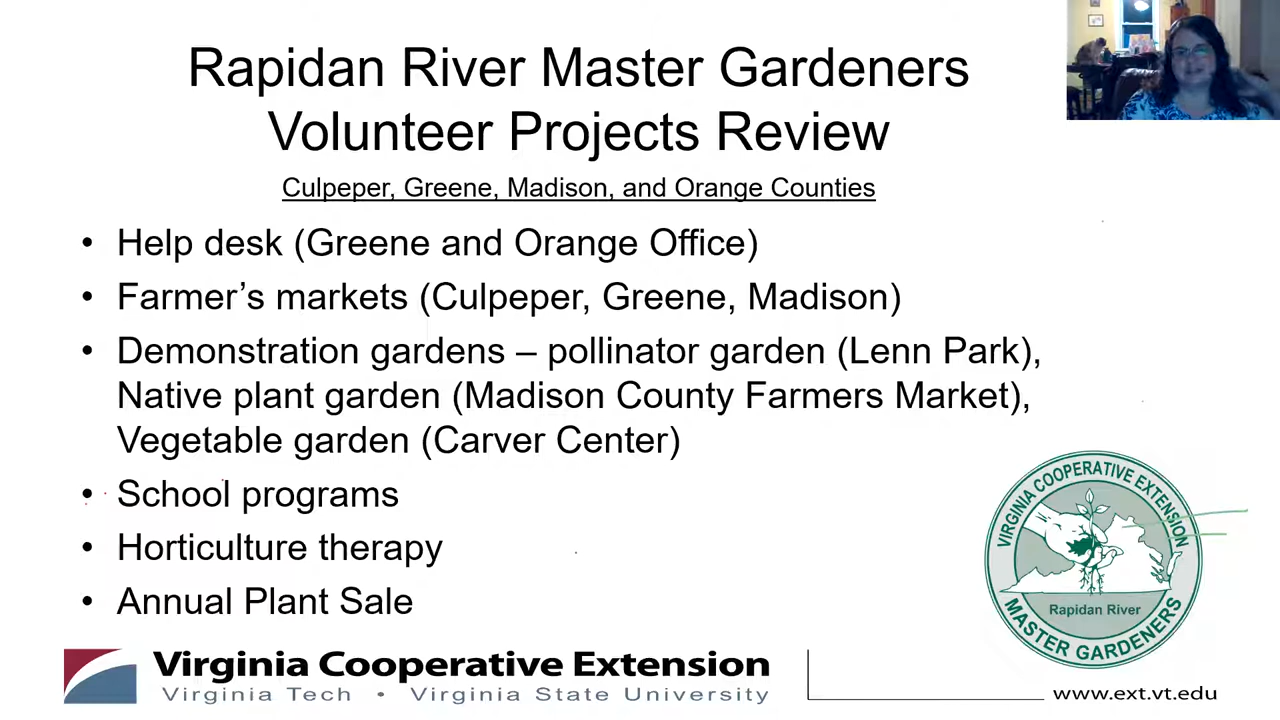 Rapidan River Master Gardeners
Volunteer Projects Review
Culpeper, Greene, Madison, and Orange Counties
• Help desk (Greene and Orange Office)
• Farmer’s markets (Culpeper, Greene, Madison)
• Demonstration gardens – pollinator garden (Lenn Park),
Native plant garden (Madison County Farmers Market),
Vegetable garden (Carver Center)
• School programs
• Horticulture therapy
• Annual Plant Sale
VIRGINIA COOPERATIVE EXTENSION
Rapidan River
MASTER GARDENERS
Virginia Cooperative Extension
Virginia Tech • Virginia State University
www.ext.vt.edu